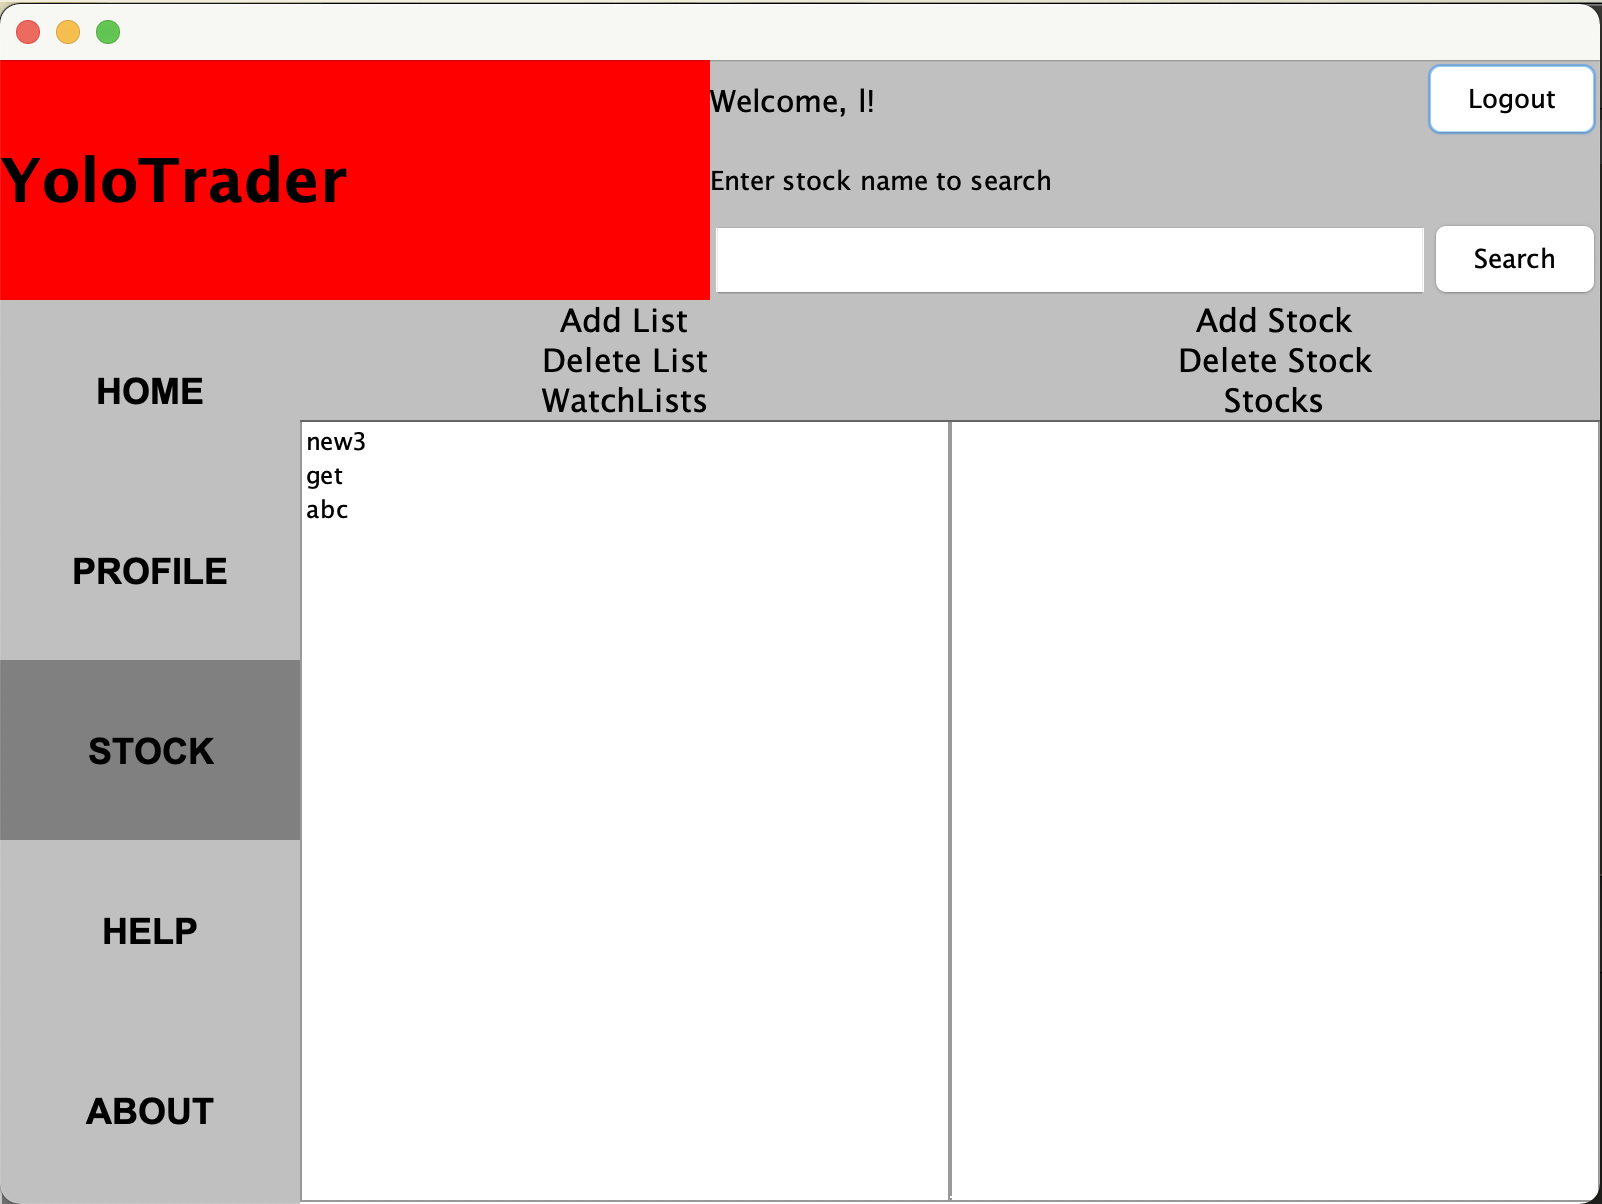 YoloTrader
Welcome, l!
Logout
Enter stock name to search
Search
HOME
PROFILE
STOCK
HELP
ABOUT
Add List
Delete List
WatchLists
new3
get
abc
Add Stock
Delete Stock
Stocks